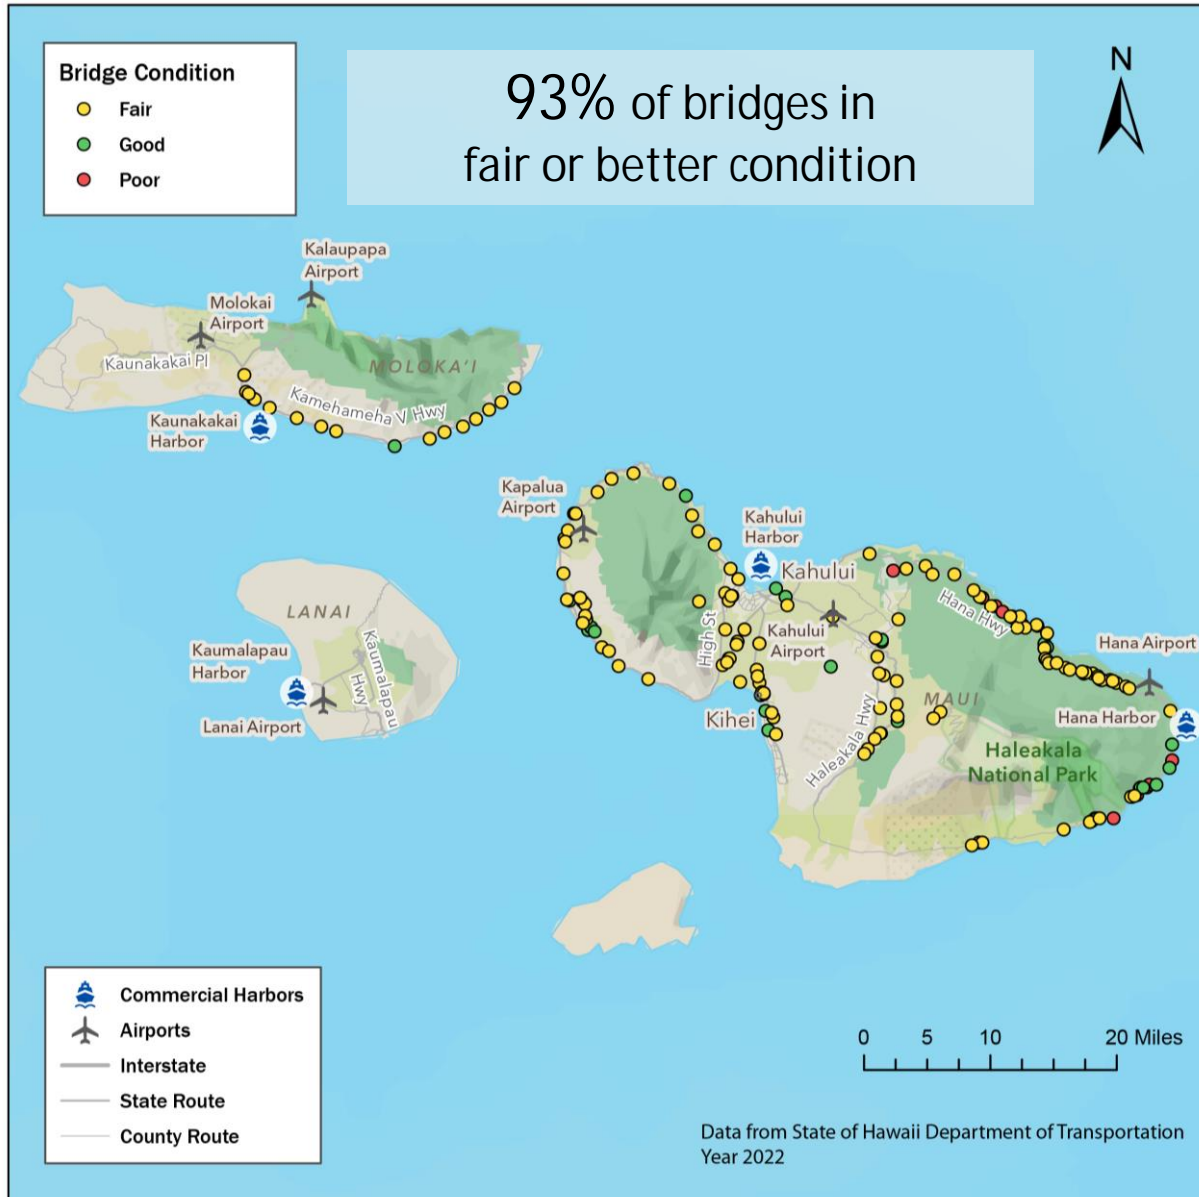 Bridge Condition
Fair
Good
Poor
93% of bridges in
fair or better condition
N
Kalaupapa
Airport
Molokai
Airport
Kaunakakai Pl
MOLOKA'I
Kamehameha V Hwy
Kaunakakai
Harbor
Kapalua
Airport
Kahului
Harbor
Kahului
LANAI
Kaumalapau
Harbor
Kaumalapau
Hwy
Lanai Airport
High St
Kahului
Airport
Hana Hwy
Hana Airport
Kihei
MAUI
Hana Harbor
Haleakala Hwy
Haleakala
National Park
Commercial Harbors
Airports
Interstate
State Route
County Route
0 5 10 20 Miles
Data from State of Hawaii Department of Transportation
Year 2022